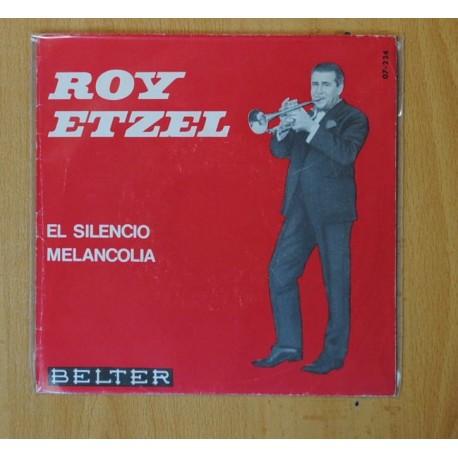 ROY
ETZEL
07-234
EL SILENCIO
MELANCOLIA
BELTER